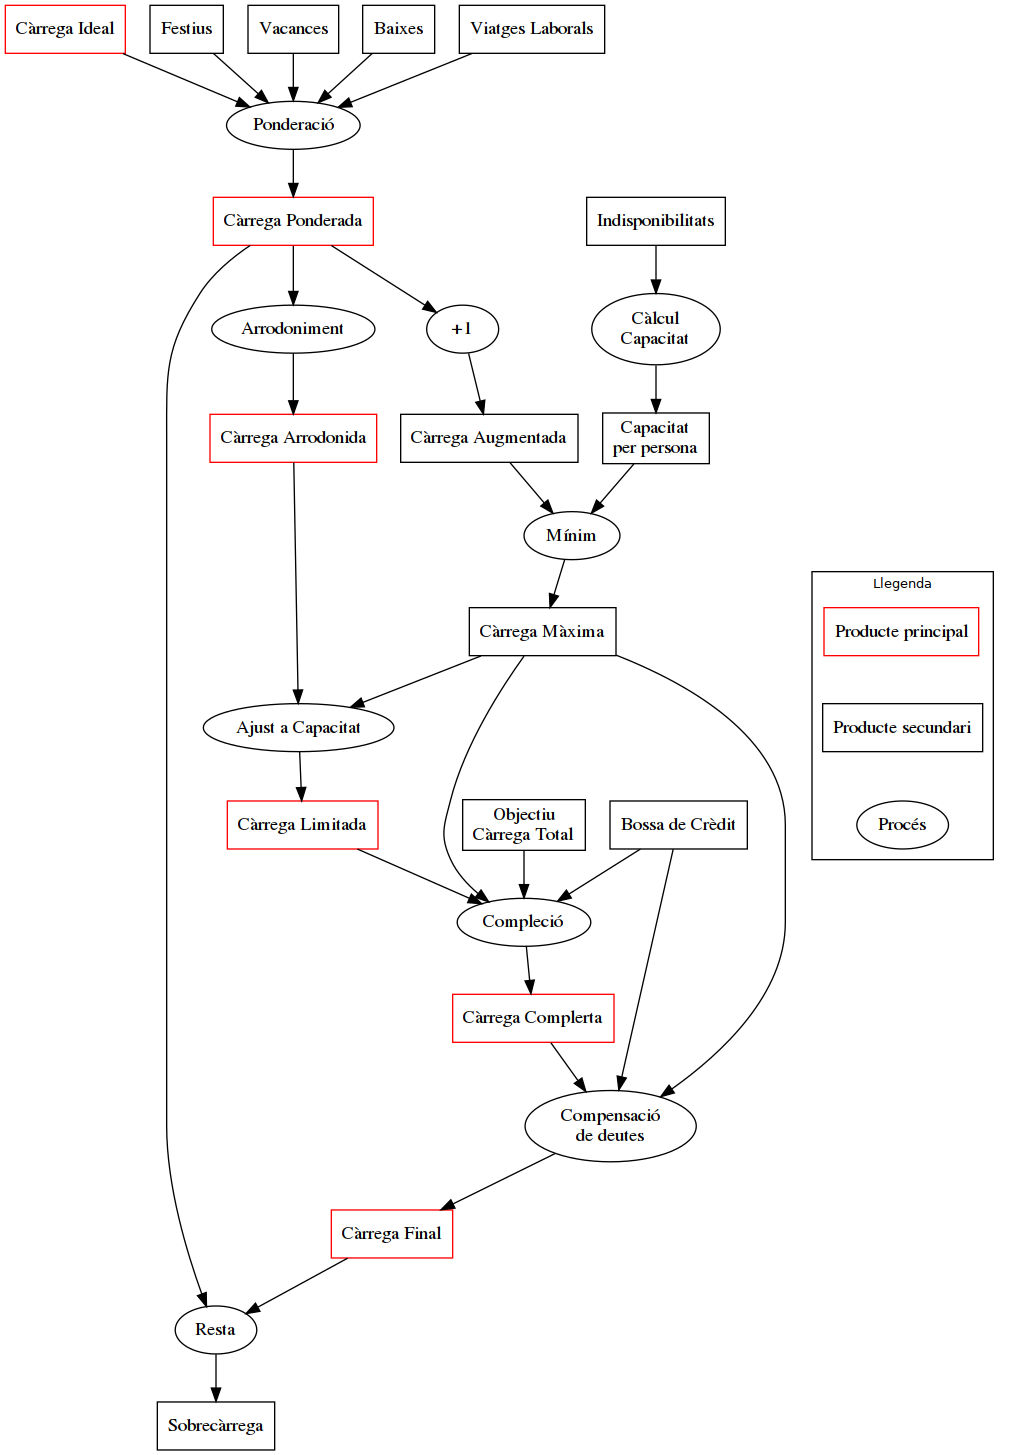 Càrrega Ideal
Festius
Vacances
Baixes
Viatges Laborals
Ponderació
Càrrega Ponderada
Indisponibilitats
Arrodoniment
+1
Càlcul
Capacitat
Càrrega Arrodonida
Càrrega Augmentada
Capacitat
per persona
Mínim
Llegenda
Càrrega Màxima
Producte principal
Ajust a Capacitat
Producte secundari
Càrrega Limitada
Objectiu
Càrrega Total
Bossa de Crèdit
Procés
Compleció
Càrrega Complerta
Compensació
de deutes
Càrrega Final
Resta
Sobrecàrrega